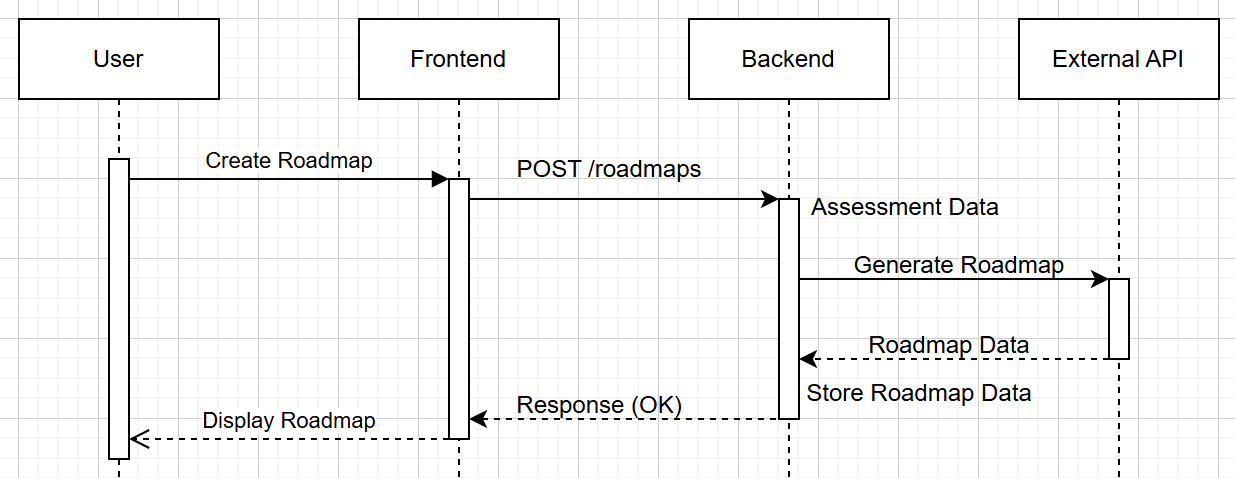 User
Frontend
Backend
External API
Create Roadmap
POST /roadmaps
Assessment Data
Generate Roadmap
Roadmap Data
Store Roadmap Data
Response (OK)
Display Roadmap